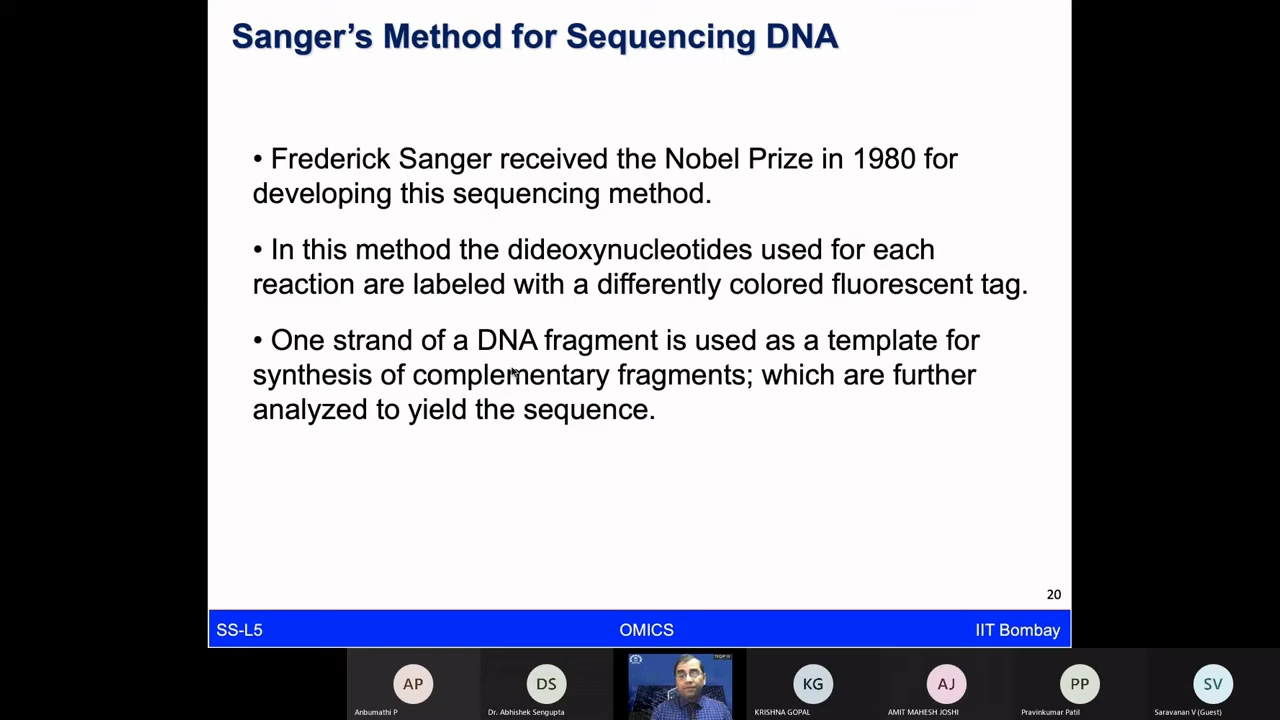 Sanger’s Method for Sequencing DNA
• Frederick Sanger received the Nobel Prize in 1980 for
developing this sequencing method.
• In this method the dideoxynucleotides used for each
reaction are labeled with a differently colored fluorescent tag.
• One strand of a DNA fragment is used as a template for
synthesis of complementary fragments; which are further
analyzed to yield the sequence.
20
SS-L5 OMICS IIT Bombay
AP DS KG AJ PP SV
Anbumathi P Dr. Abhishek Sengupta KRISHNA GOPAL AMIT MAHESH JOSHI Pravinkumar Patil Saravanan V (Guest)